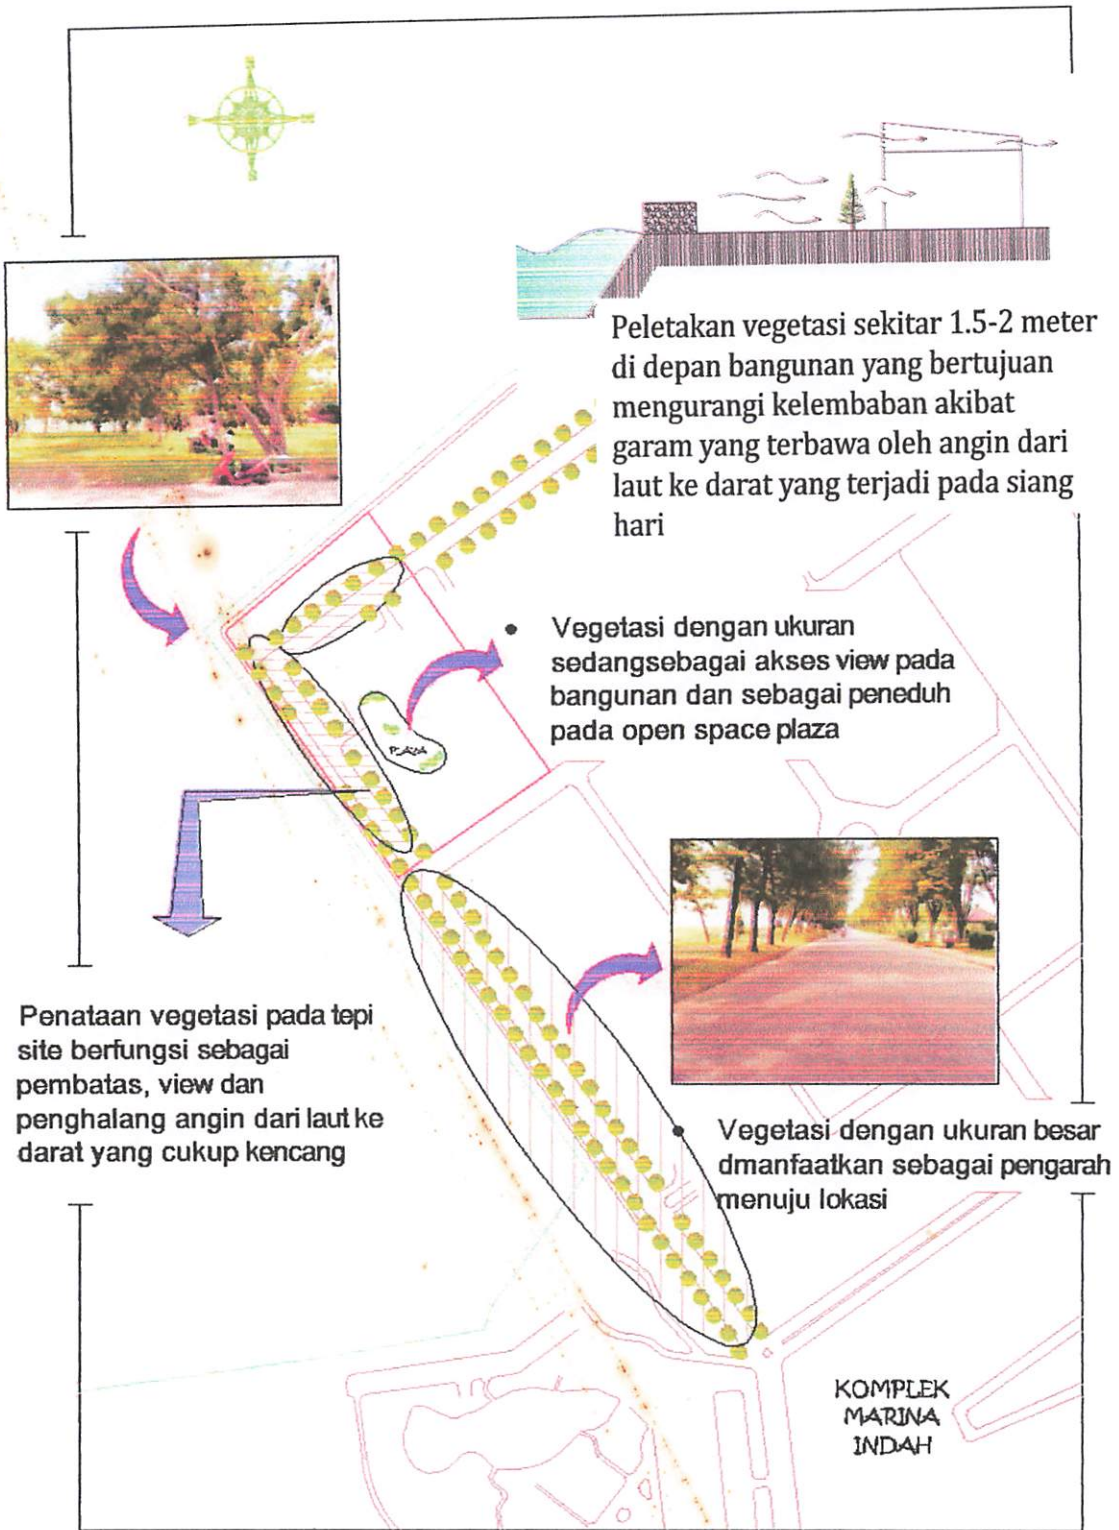 Peletakan vegetasi sekitar 1.5-2 meter
di depan bangunan yang bertujuan
mengurangi kelembaban akibat
garam yang terbawa oleh angin dari
laut ke darat yang terjadi pada siang
hari
• Vegetasi dengan ukuran
sedangsebagai akses view pada
bangunan dan sebagai peneduh
pada open space plaza
PLAZA
Penataan vegetasi pada tepi
site berfungsi sebagai
pembatas, view dan
penghalang angin dari laut ke
darat yang cukup kencang
• Vegetasi dengan ukuran besar
dmanfaatkan sebagai pengarah
menuju lokasi
KOMPLEK
MARINA
INDAH